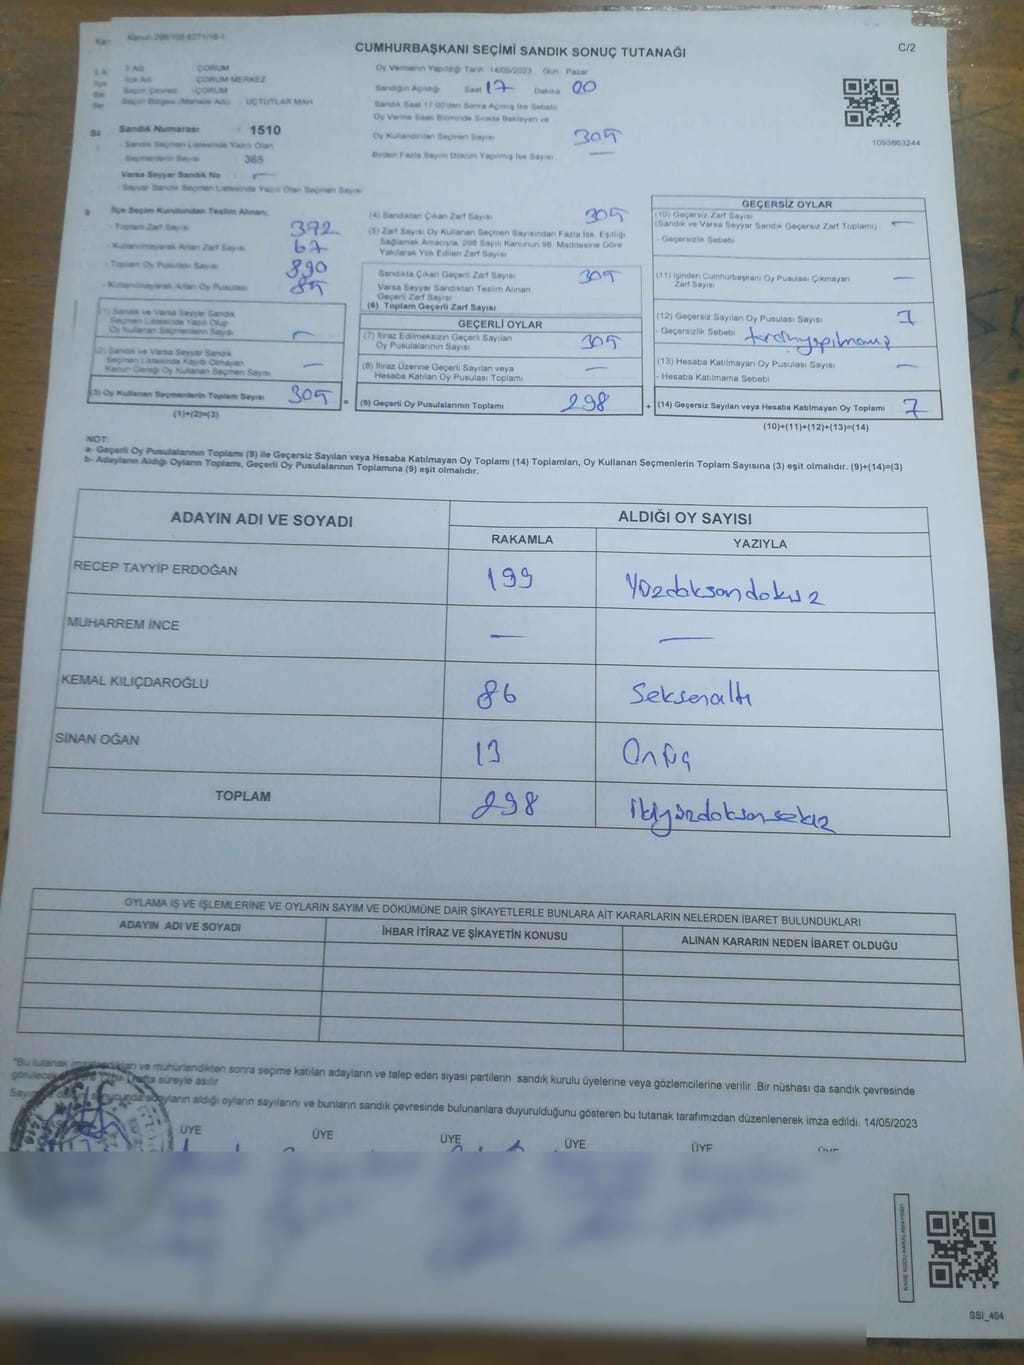 Kanun 298/105-6271/18-1
CUMHURBAŞKANI SEÇİMİ SANDIK SONUÇ TUTANAĞI
C/2
İl Adı : ÇORUM
İlçe Adı : ÇORUM MERKEZ
Seçim Çevresi : ÇORUM
Seçim Bölgesi (Mahalle Adı) : UÇTUTLAR MAH
Sandık Numarası : 1510
- Sandık Seçmen Listesinde Yazılı Olan
Seçmenlerin Sayısı : 365
Varsa Seyyar Sandık No : —
- Seyyar Sandık Seçmen Listesinde Yazılı Olan Seçmen Sayısı
Oy Vermenin Yapıldığı Tarih 14/05/2023 Gün Pazar
Sandığın Açıldığı Saat 17 Dakika 00
Sandık Saat 17:00'den Sonra Açılmış İse Sebebi
Oy Verme Saati Bitiminde Sırada Bekleyen ve
Oy Kullandırılan Seçmen Sayısı 305
Birden Fazla Sayım Döküm Yapılmış İse Sayısı —
1093863244
İlçe Seçim Kurulundan Teslim Alınan;
- Toplam Zarf Sayısı 372
- Kullanılmayarak Artan Zarf Sayısı 67
- Toplam Oy Pusulası Sayısı 390
- Kullanılmayarak Artan Oy Pusulası 85
(1) Sandık ve Varsa Seyyar Sandık
Seçmen Listesinde Yazılı Olup
Oy Kullanan Seçmenlerin Sayısı —
(2) Sandık ve Varsa Seyyar Sandık
Seçmen Listesinde Kayıtlı Olmayan
Kanun Gereği Oy Kullanan Seçmen Sayısı —
(3) Oy Kullanan Seçmenlerin Toplam Sayısı 305 =
(1)+(2)=(3)
(4) Sandıktan Çıkan Zarf Sayısı 305
(5) Zarf Sayısı Oy Kullanan Seçmen Sayısından Fazla İse, Eşitliği
Sağlamak Amacıyla, 298 Sayılı Kanunun 98. Maddesine Göre
Yakılarak Yok Edilen Zarf Sayısı
Sandıkta Çıkan Geçerli Zarf Sayısı 305
Varsa Seyyar Sandıktan Teslim Alınan
Geçerli Zarf Sayısı
(6) Toplam Geçerli Zarf Sayısı
GEÇERLİ OYLAR
(7) İtiraz Edilmeksizin Geçerli Sayılan
Oy Pusulalarının Sayısı 305
(8) İtiraz Üzerine Geçerli Sayılan veya
Hesaba Katılan Oy Pusulası Toplamı —
(9) Geçerli Oy Pusulalarının Toplamı 298 +
GEÇERSİZ OYLAR
(10) Geçersiz Zarf Sayısı
(Sandık ve Varsa Seyyar Sandık Geçersiz Zarf Toplamı) —
- Geçersizlik Sebebi
(11) İçinden Cumhurbaşkanı Oy Pusulası Çıkmayan
Zarf Sayısı —
(12) Geçersiz Sayılan Oy Pusulası Sayısı 7
- Geçersizlik Sebebi tercih yapılmamış
(13) Hesaba Katılmayan Oy Pusulası Sayısı —
- Hesaba Katılmama Sebebi
(14) Geçersiz Sayılan veya Hesaba Katılmayan Oy Toplamı 7
(10)+(11)+(12)+(13)=(14)
NOT:
a- Geçerli Oy Pusulalarının Toplamı (9) ile Geçersiz Sayılan veya Hesaba Katılmayan Oy Toplamı (14) Toplamları, Oy Kullanan Seçmenlerin Toplam Sayısına (3) eşit olmalıdır. (9)+(14)=(3)
b- Adayların Aldığı Oyların Toplamı, Geçerli Oy Pusulalarının Toplamına (9) eşit olmalıdır.
ADAYIN ADI VE SOYADI
ALDIĞI OY SAYISI
RAKAMLA YAZIYLA
RECEP TAYYİP ERDOĞAN 199 Yüzdoksandokuz
MUHARREM İNCE — —
KEMAL KILIÇDAROĞLU 86 Seksenaltı
SİNAN OĞAN 13 Onüç
TOPLAM 298 ikiyüzdoksansekiz
OYLAMA İŞ VE İŞLEMLERİNE VE OYLARIN SAYIM VE DÖKÜMÜNE DAİR ŞİKAYETLERLE BUNLARA AİT KARARLARIN NELERDEN İBARET BULUNDUKLARI
ADAYIN ADI VE SOYADI İHBAR İTİRAZ VE ŞİKAYETİN KONUSU ALINAN KARARIN NEDEN İBARET OLDUĞU
"Bu tutanak imzalandıktan ve mühürlendikten sonra seçime katılan adayların ve talep eden siyasi partilerin sandık kurulu üyelerine veya gözlemcilerine verilir. Bir nüshası da sandık çevresinde
süreyle asılır
adayların aldığı oyların sayılarını ve bunların sandık çevresinde bulunanlara duyurulduğunu gösteren bu tutanak tarafımızdan düzenlenerek imza edildi. 14/05/2023
ÜYE ÜYE ÜYE ÜYE ÜYE
SSİ_404